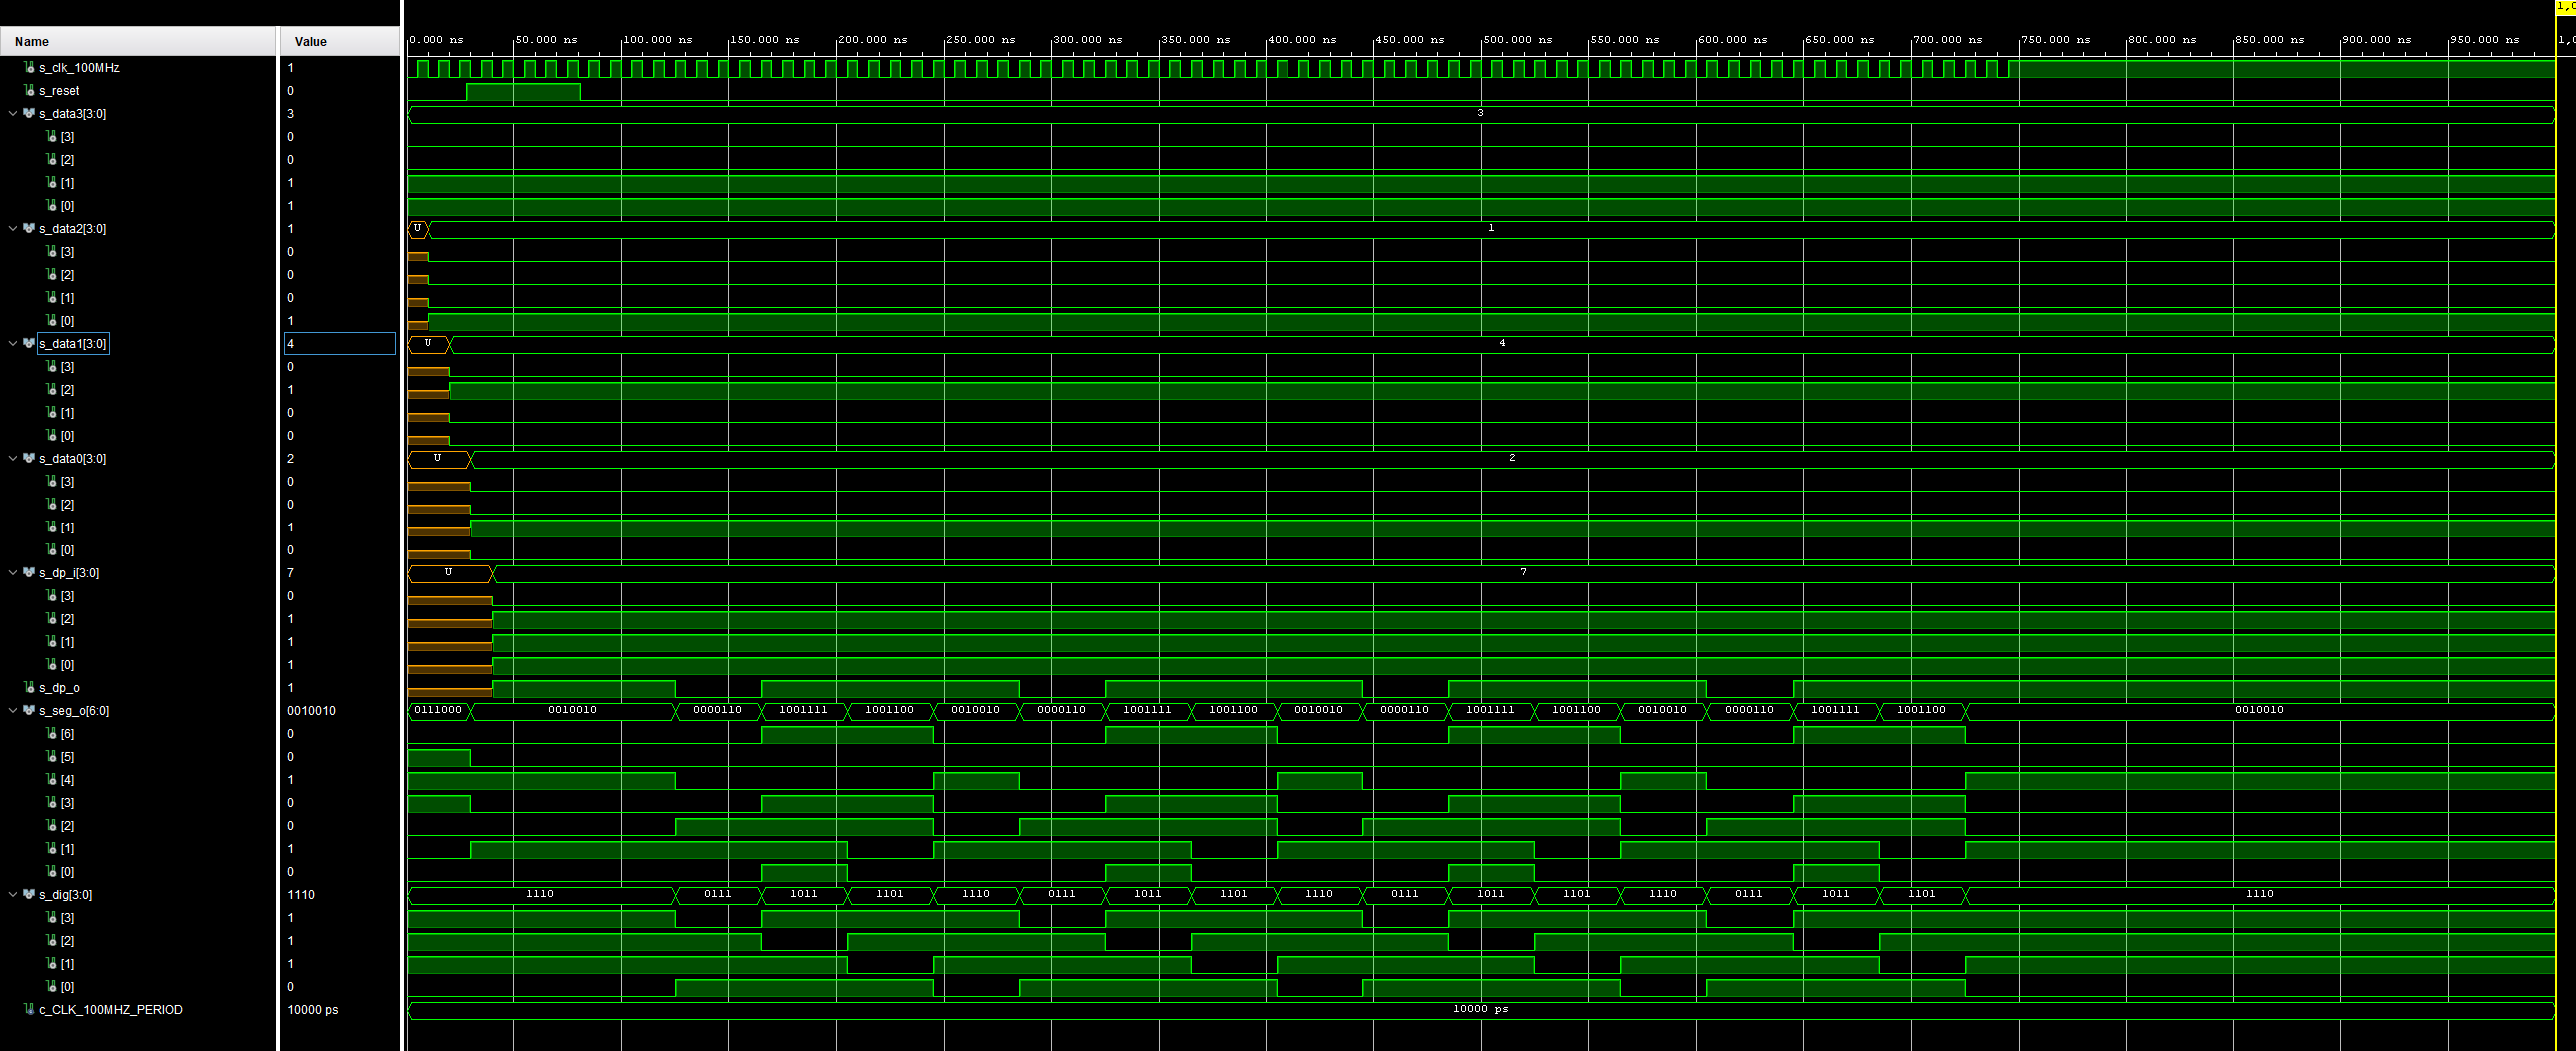 1,0
Name Value 0.000 ns 50.000 ns 100.000 ns 150.000 ns 200.000 ns 250.000 ns 300.000 ns 350.000 ns 400.000 ns 450.000 ns 500.000 ns 550.000 ns 600.000 ns 650.000 ns 700.000 ns 750.000 ns 800.000 ns 850.000 ns 900.000 ns 950.000 ns 1,0
s_clk_100MHz 1
s_reset 0
s_data3[3:0] 3 3
[3] 0
[2] 0
[1] 1
[0] 1
s_data2[3:0] 1 U 1
[3] 0
[2] 0
[1] 0
[0] 1
s_data1[3:0] 4 U 4
[3] 0
[2] 1
[1] 0
[0] 0
s_data0[3:0] 2 U 2
[3] 0
[2] 0
[1] 1
[0] 0
s_dp_i[3:0] 7 U 7
[3] 0
[2] 1
[1] 1
[0] 1
s_dp_o 1
s_seg_o[6:0] 0010010 0111000 0010010 0000110 1001111 1001100 0010010 0000110 1001111 1001100 0010010 0000110 1001111 1001100 0010010 0000110 1001111 1001100 0010010
[6] 0
[5] 0
[4] 1
[3] 0
[2] 0
[1] 1
[0] 0
s_dig[3:0] 1110 1110 0111 1011 1101 1110 0111 1011 1101 1110 0111 1011 1101 1110 0111 1011 1101 1110
[3] 1
[2] 1
[1] 1
[0] 0
c_CLK_100MHZ_PERIOD 10000 ps 10000 ps